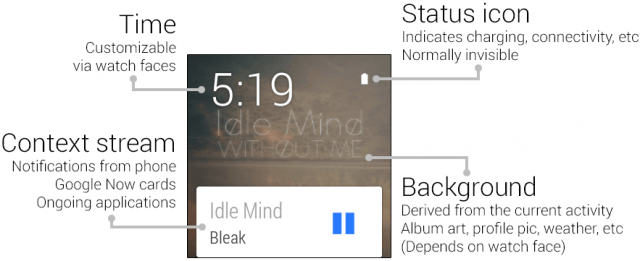 Time
Customizable
via watch faces
Status icon
Indicates charging, connectivity, etc
Normally invisible
5:19
Idle Mind
WITHOUT ME
Context stream
Notifications from phone
Google Now cards
Ongoing applications
Idle Mind
Bleak
Background
Derived from the current activity
Album art, profile pic, weather, etc
(Depends on watch face)